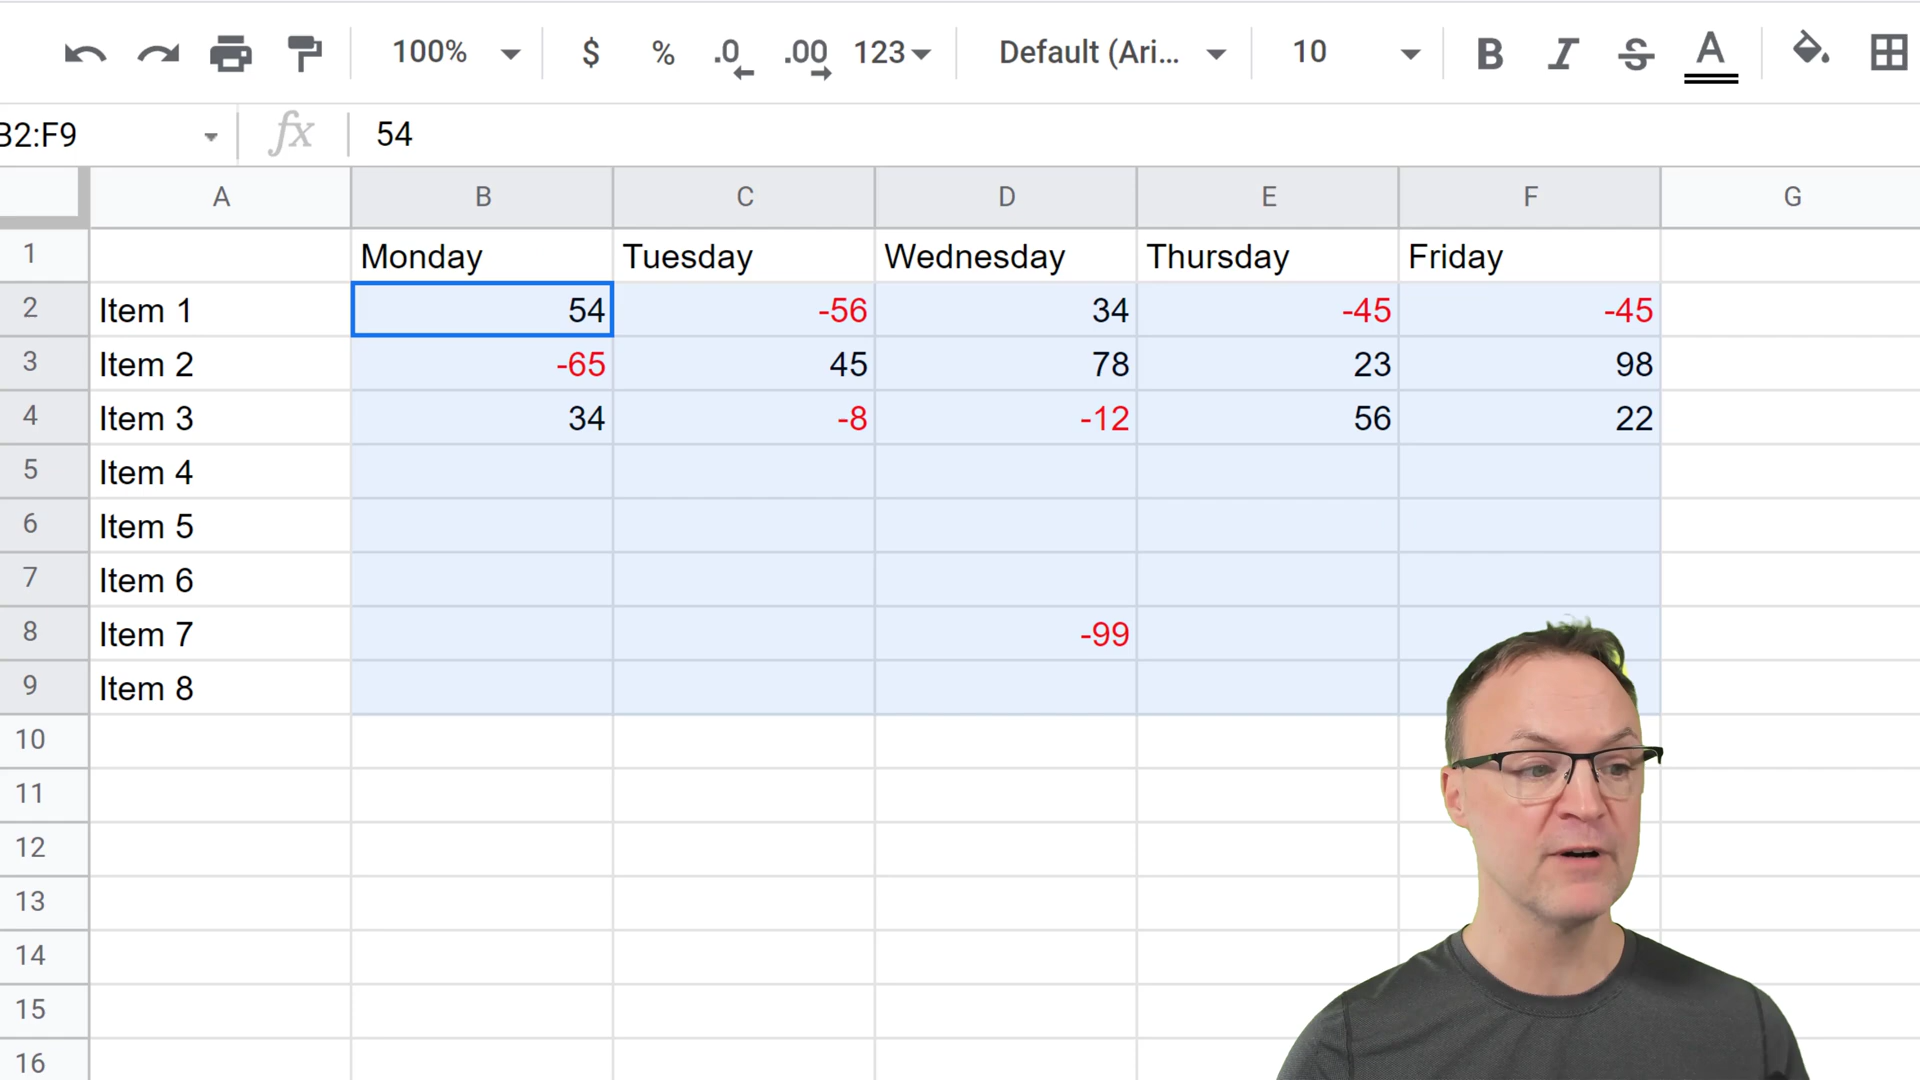 100% $ % .0 .00 123 Default (Ari... 10 B I S A
B2:F9 fx 54
A B C D E F G
1 Monday Tuesday Wednesday Thursday Friday
2 Item 1 54 -56 34 -45 -45
3 Item 2 -65 45 78 23 98
4 Item 3 34 -8 -12 56 22
5 Item 4
6 Item 5
7 Item 6
8 Item 7 -99
9 Item 8
10
11
12
13
14
15
16